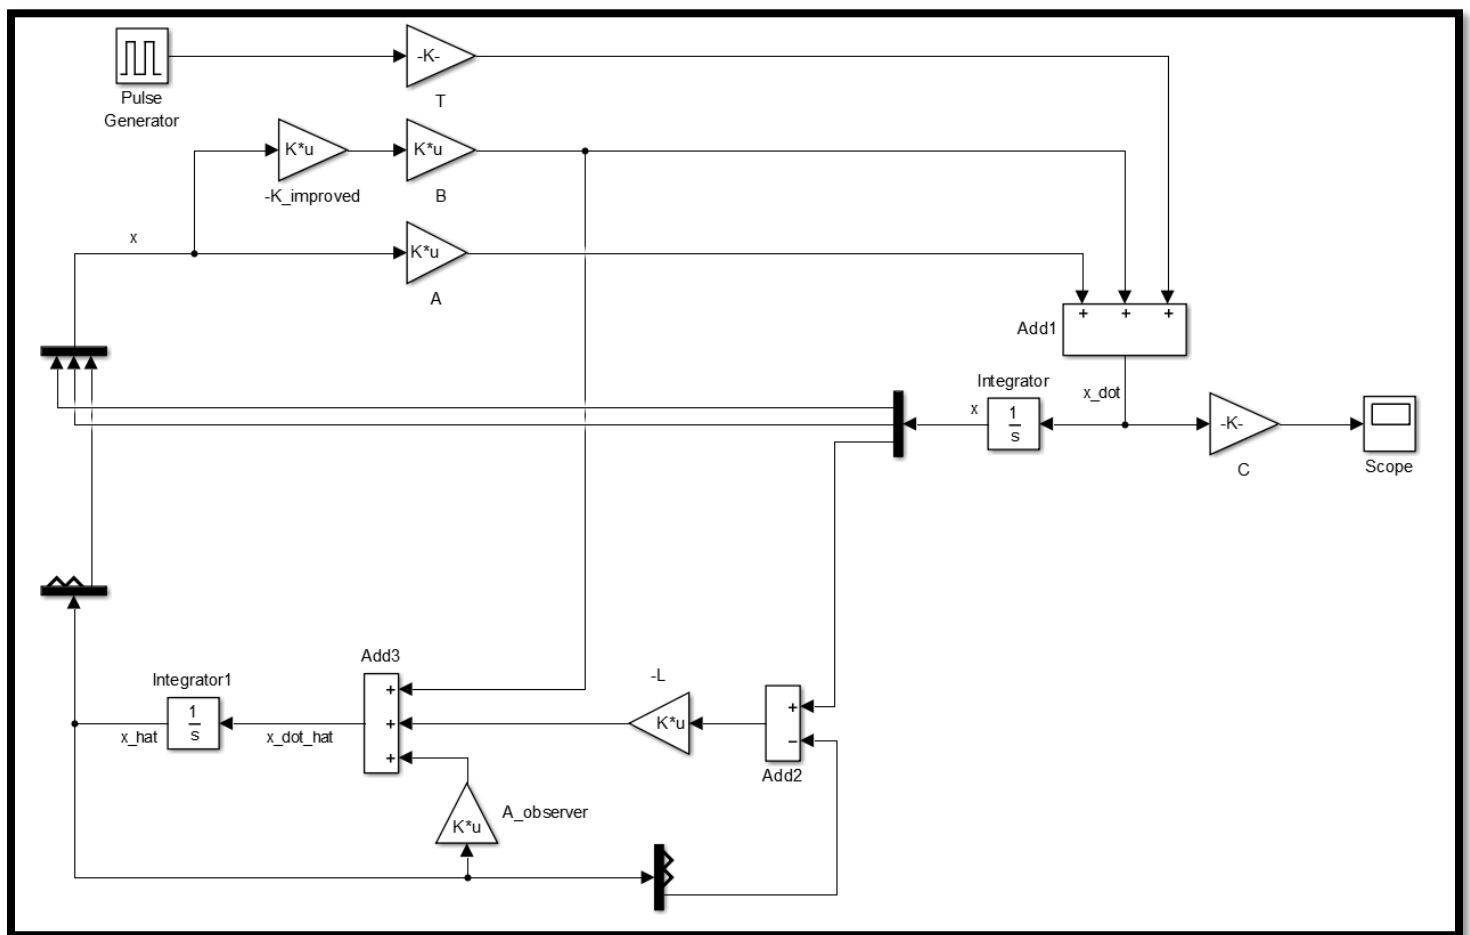 -K-
Pulse
Generator
T
K*u
K*u
-K_improved
B
x
K*u
A
+ + +
Add1
Integrator
x_dot
x
1
s
-K-
C
Scope
Add3
-L
Integrator1
+
1
s
+
K*u
+
x_hat
x_dot_hat
+
−
Add2
A_observer
K*u